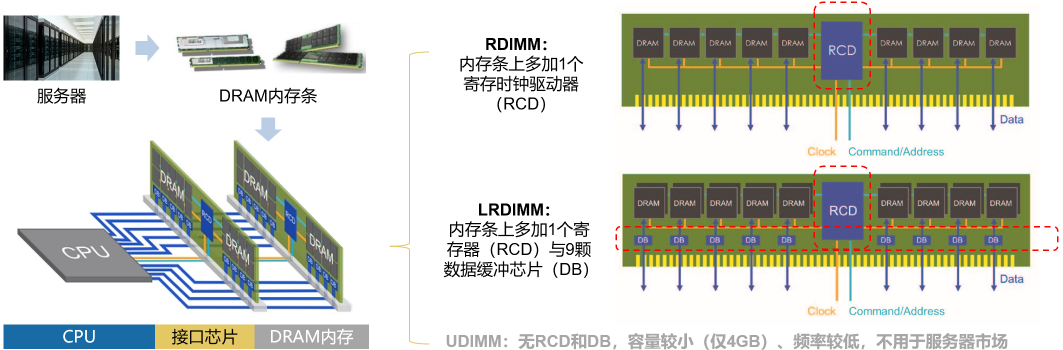 服务器
DRAM内存条
RDIMM：
内存条上多加1个
寄存时钟驱动器
（RCD）
DRAM DRAM DRAM DRAM DRAM RCD DRAM DRAM DRAM DRAM
Data
Clock Command/Address
DRAM
RCD
DRAM
DRAM
RCD
DRAM
CPU
LRDIMM：
内存条上多加1个寄
存器（RCD）与9颗
数据缓冲芯片（DB）
DRAM DRAM DRAM DRAM DRAM RCD DRAM DRAM DRAM DRAM
DB DB DB DB DB DB DB DB DB
Data
Clock Command/Address
CPU 接口芯片 DRAM内存
UDIMM：无RCD和DB，容量较小（仅4GB）、频率较低，不用于服务器市场